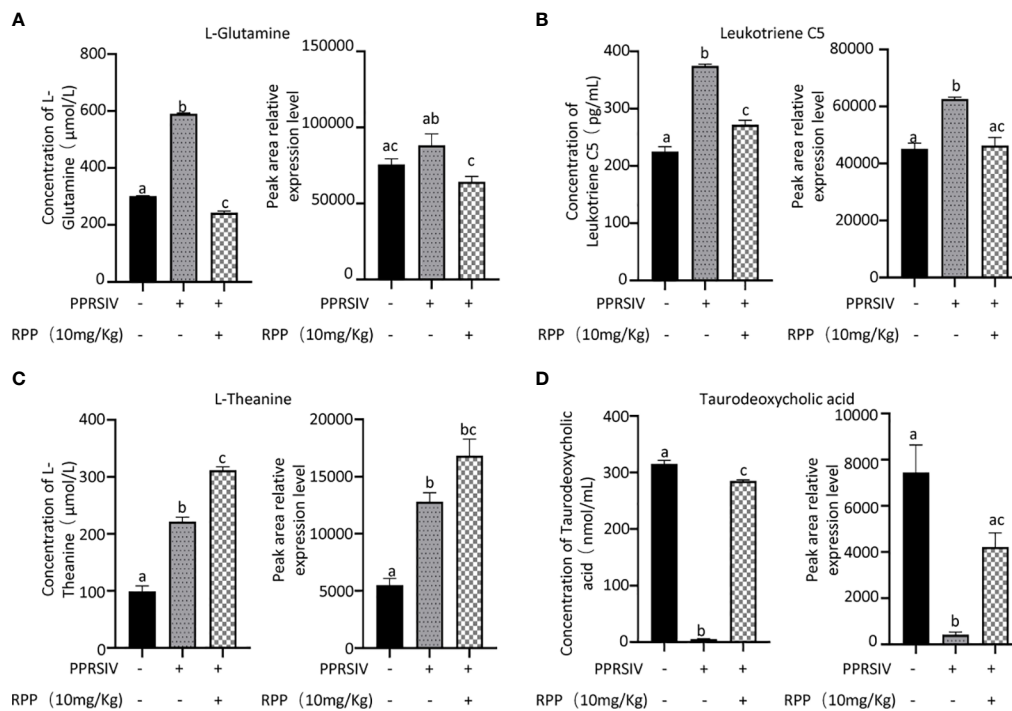 A
L-Glutamine
Concentration of L-
Glutamine（μmol/L）
800
600
400
200
0
a
b
c
Peak area relative
expression level
150000
100000
50000
0
ac
ab
c
PPRSIV - + +
RPP（10mg/Kg） - - +
PPRSIV - + +
RPP（10mg/Kg） - - +
B
Leukotriene C5
Concentration of
Leukotriene C5（pg/mL）
400
300
200
100
0
a
b
c
Peak area relative
expression level
80000
60000
40000
20000
0
a
b
ac
PPRSIV - + +
RPP（10mg/Kg） - - +
PPRSIV - + +
RPP（10mg/Kg） - - +
C
L-Theanine
Concentration of L-
Theanine（μmol/L）
400
300
200
100
0
a
b
c
Peak area relative
expression level
20000
15000
10000
5000
0
a
b
bc
PPRSIV - + +
RPP（10mg/Kg） - - +
PPRSIV - + +
RPP（10mg/Kg） - - +
D
Taurodeoxycholic acid
Concentration of Taurodeoxycholic
acid（nmol/mL）
400
300
200
300
0
a
b
c
Peak area relative
expression level
10000
8000
6000
4000
2000
0
a
b
ac
PPRSIV - + +
RPP（10mg/Kg） - - +
PPRSIV - + +
RPP（10mg/Kg） - - +